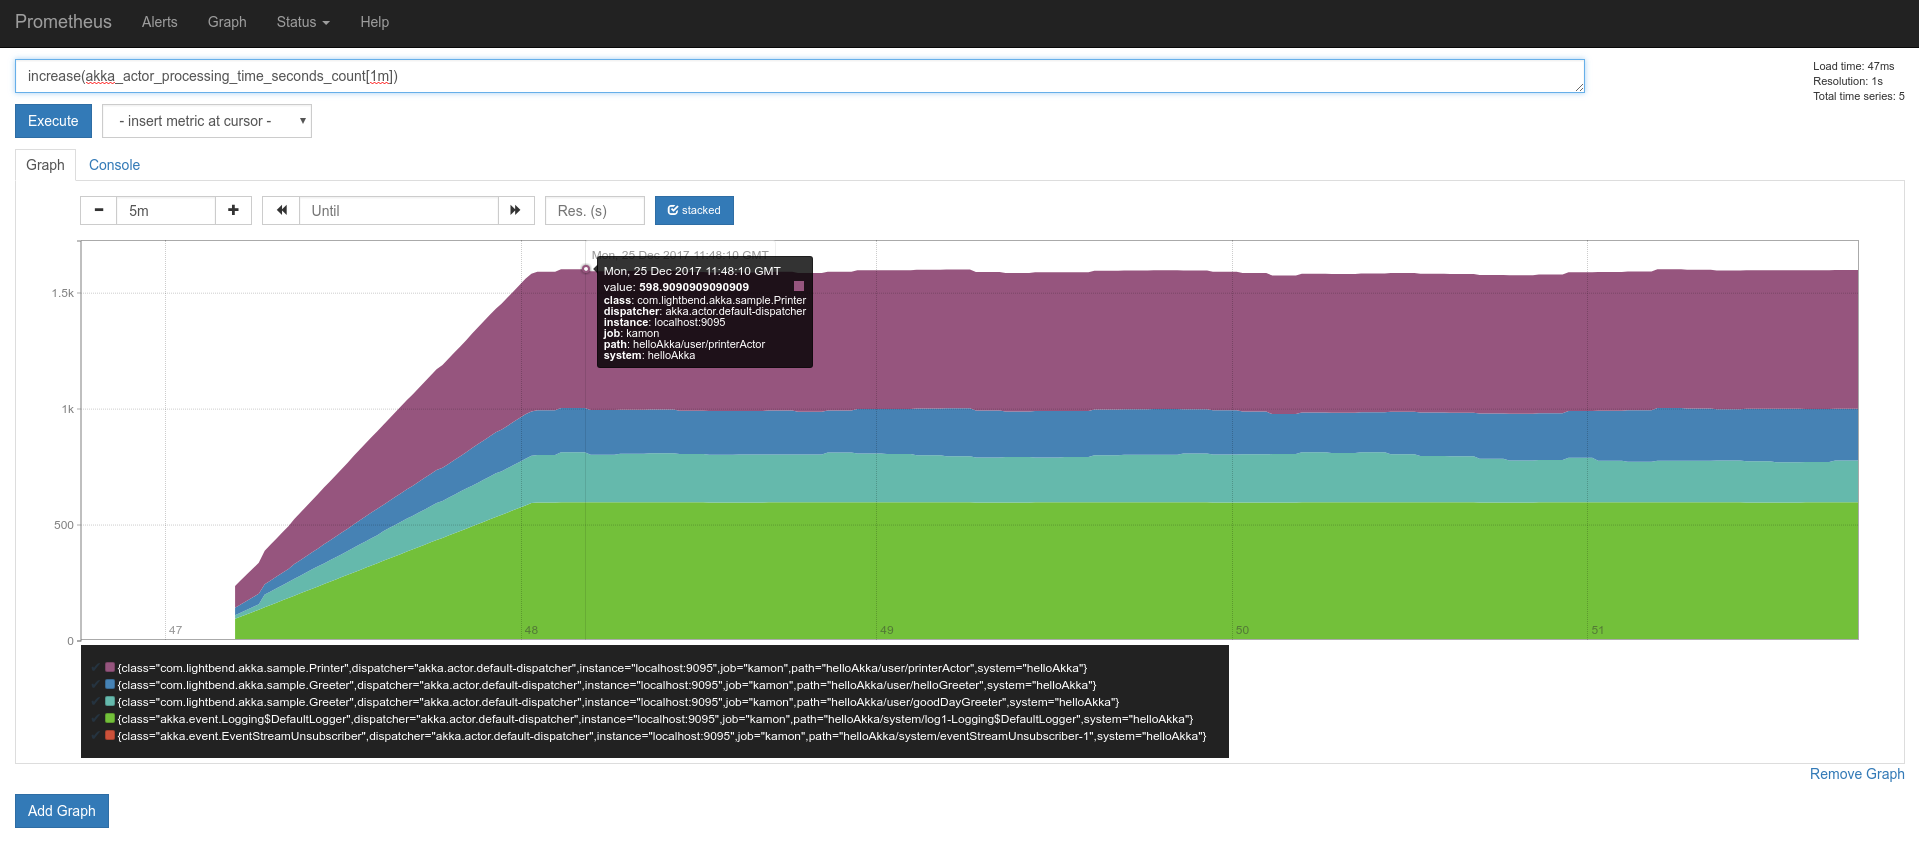 Prometheus Alerts Graph Status Help
increase(akka_actor_processing_time_seconds_count[1m])
Load time: 47ms
Resolution: 1s
Total time series: 5
Execute - insert metric at cursor -
Graph Console
5m Until Res. (s) stacked
Mon, 25 Dec 2017 11:48:10 GMT
Mon, 25 Dec 2017 11:48:10 GMT
value: 598.9090909090909
class: com.lightbend.akka.sample.Printer
dispatcher: akka.actor.default-dispatcher
instance: localhost:9095
job: kamon
path: helloAkka/user/printerActor
system: helloAkka
1.5k
1k
500
0
47 48 49 50 51
{class="com.lightbend.akka.sample.Printer",dispatcher="akka.actor.default-dispatcher",instance="localhost:9095",job="kamon",path="helloAkka/user/printerActor",system="helloAkka"}
{class="com.lightbend.akka.sample.Greeter",dispatcher="akka.actor.default-dispatcher",instance="localhost:9095",job="kamon",path="helloAkka/user/helloGreeter",system="helloAkka"}
{class="com.lightbend.akka.sample.Greeter",dispatcher="akka.actor.default-dispatcher",instance="localhost:9095",job="kamon",path="helloAkka/user/goodDayGreeter",system="helloAkka"}
{class="akka.event.Logging$DefaultLogger",dispatcher="akka.actor.default-dispatcher",instance="localhost:9095",job="kamon",path="helloAkka/system/log1-Logging$DefaultLogger",system="helloAkka"}
{class="akka.event.EventStreamUnsubscriber",dispatcher="akka.actor.default-dispatcher",instance="localhost:9095",job="kamon",path="helloAkka/system/eventStreamUnsubscriber-1",system="helloAkka"}
Remove Graph
Add Graph